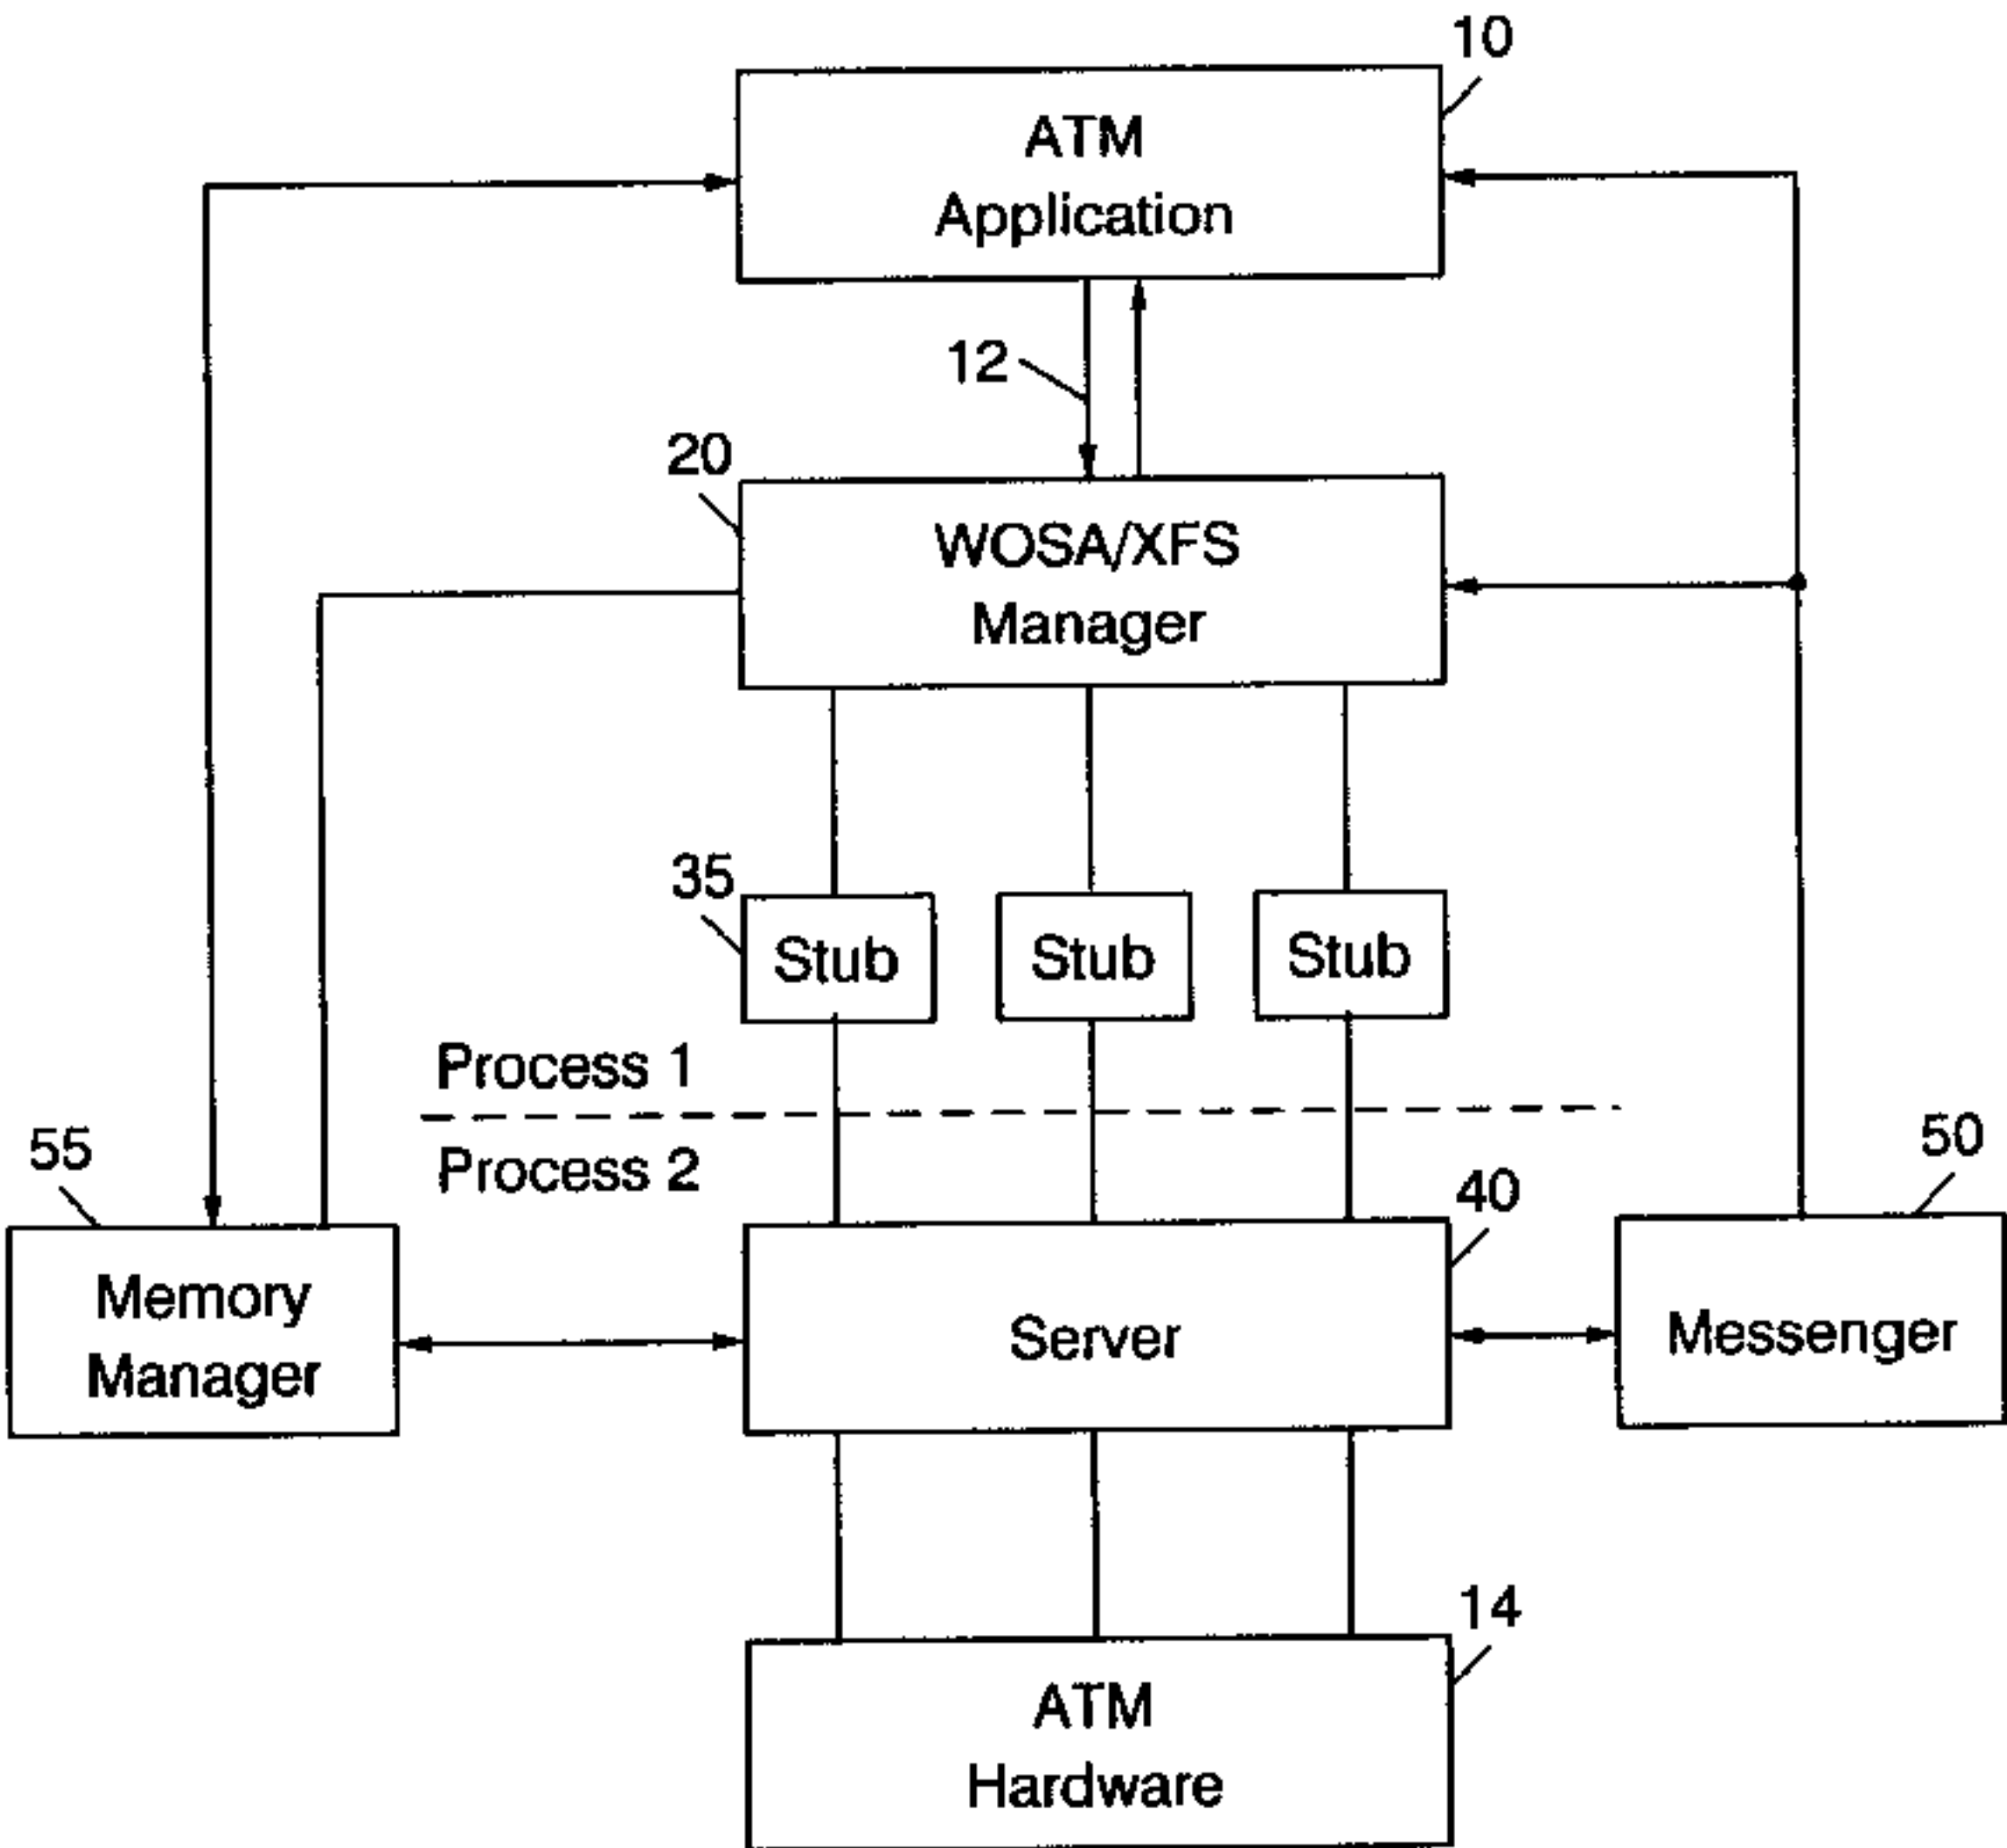 10
ATM
Application
12
20
WOSA/XFS
Manager
35
Stub Stub Stub
Process 1
Process 2
55
40
50
Memory
Manager
Server
Messenger
14
ATM
Hardware